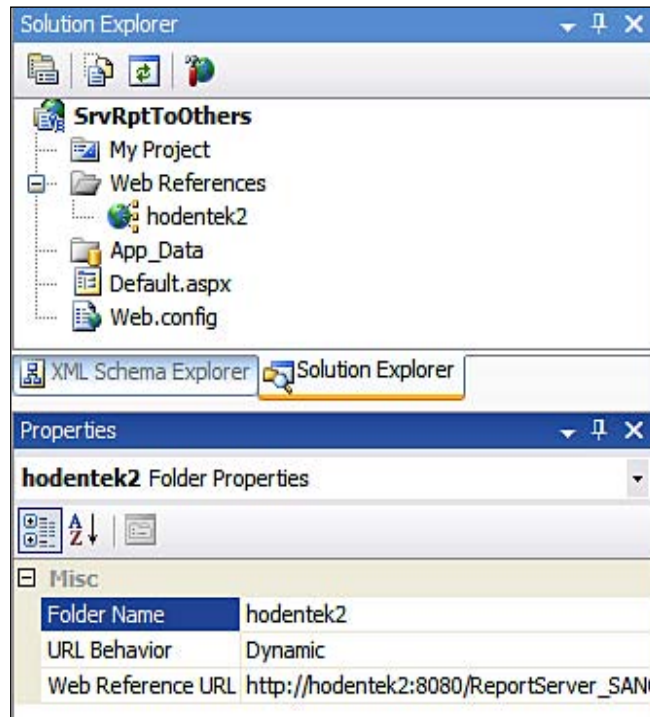 Solution Explorer
SrvRptToOthers
My Project
Web References
hodentek2
App_Data
Default.aspx
Web.config
XML Schema Explorer
Solution Explorer
Properties
hodentek2 Folder Properties
Misc
Folder Name hodentek2
URL Behavior Dynamic
Web Reference URL http://hodentek2:8080/ReportServer_SAN